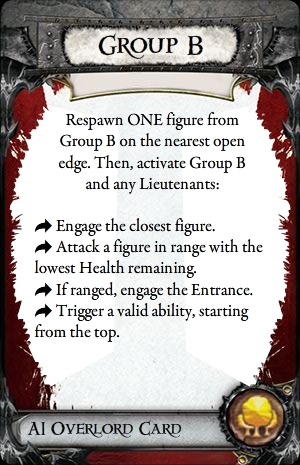 Group B
Respawn ONE figure from
Group B on the nearest open
edge. Then, activate Group B
and any Lieutenants:
Engage the closest figure.
Attack a figure in range with the
lowest Health remaining.
If ranged, engage the Entrance.
Trigger a valid ability, starting
from the top.
AI Overlord Card